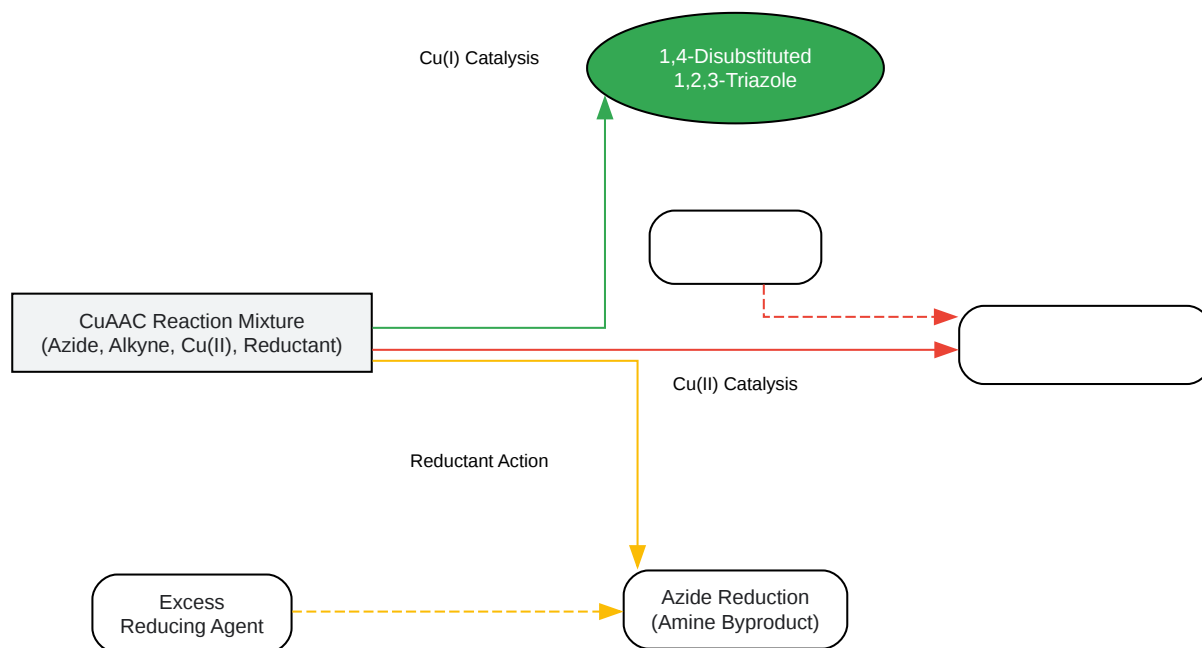 Cu(I) Catalysis
1,4-Disubstituted
1,2,3-Triazole
CuAAC Reaction Mixture
(Azide, Alkyne, Cu(II), Reductant)
Cu(II) Catalysis
Reductant Action
Excess
Reducing Agent
Azide Reduction
(Amine Byproduct)